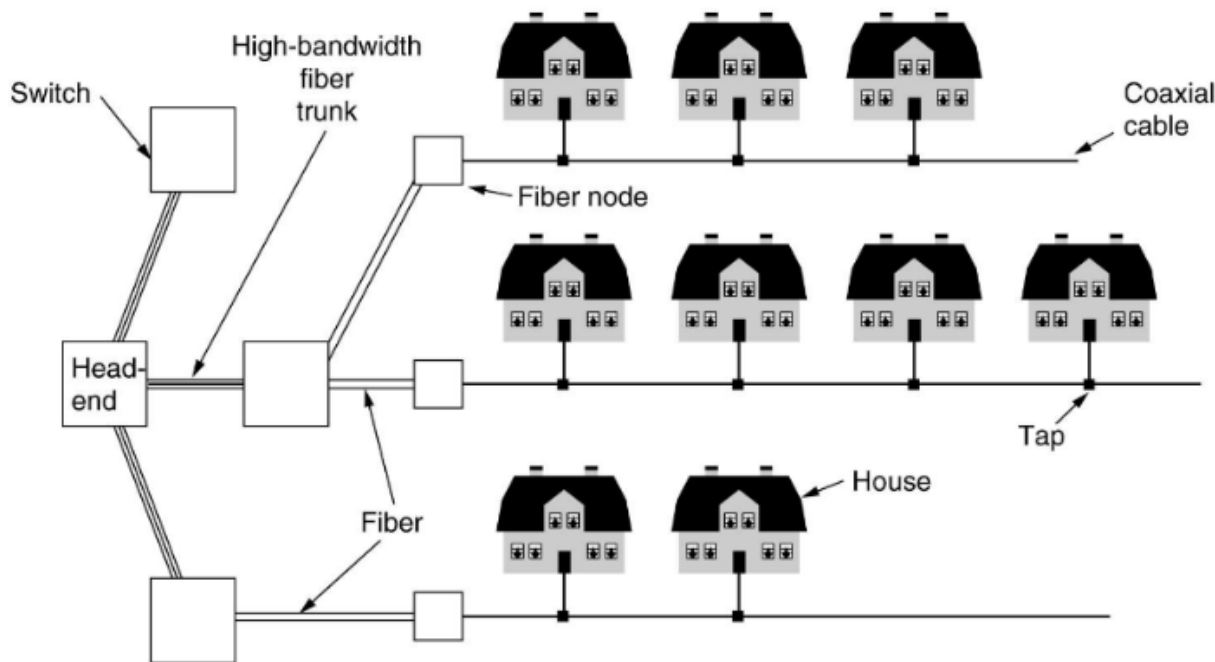 High-bandwidth
fiber
trunk
Switch
Coaxial
cable
Fiber node
Head-
end
Tap
House
Fiber